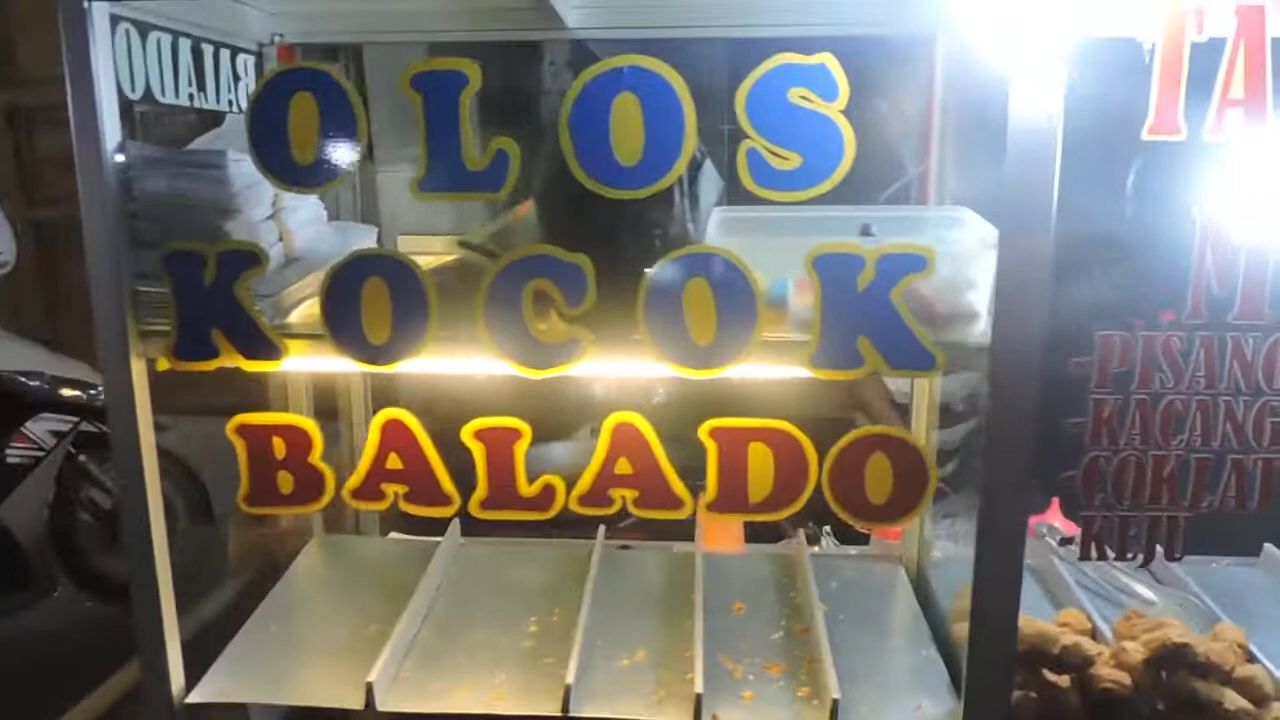 BALADO
OLOS
KOCOK
BALADO
PISANG
KACANG
COKLAT
KEJU